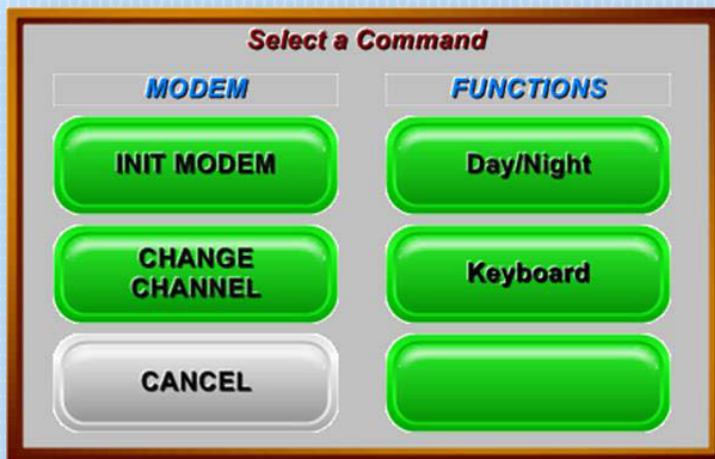 Select a Command
MODEM
INIT MODEM
CHANGE
CHANNEL
CANCEL
FUNCTIONS
Day/Night
Keyboard